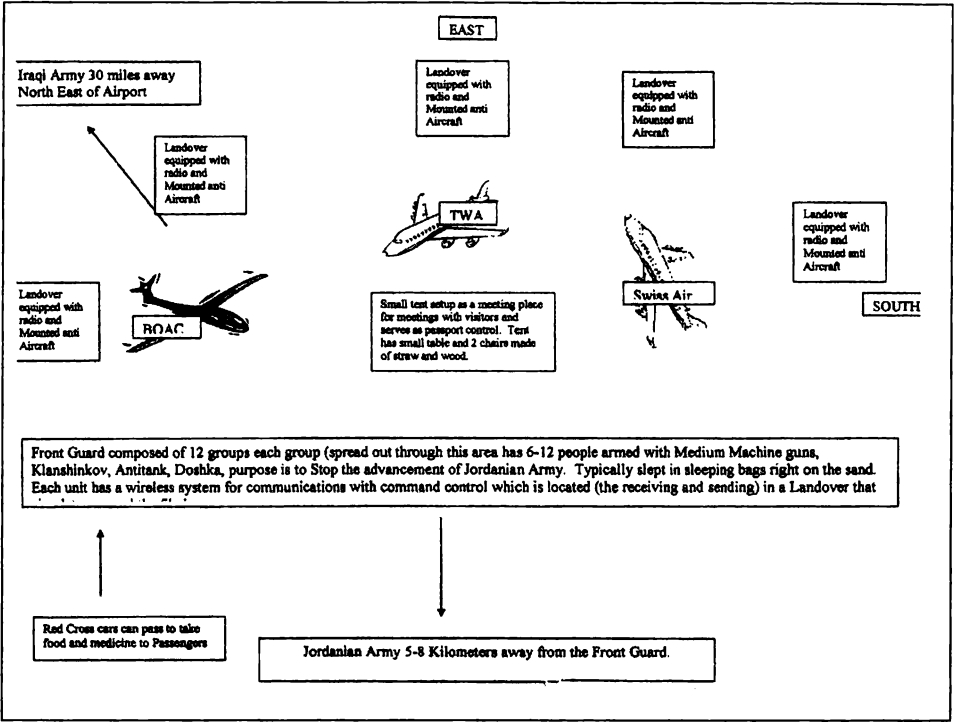 EAST
Iraqi Army 30 miles away
North East of Airport
Landover
equipped with
radio and
Mounted anti
Aircraft
Landover
equipped with
radio and
Mounted anti
Aircraft
Landover
equipped with
radio and
Mounted anti
Aircraft
TWA
Landover
equipped with
radio and
Mounted anti
Aircraft
Landover
equipped with
radio and
Mounted anti
Aircraft
BOAC
Small tent setup as a meeting place
for meetings with visitors and
serves as passport control. Tent
has small table and 2 chairs made
of straw and wood.
Swiss Air
SOUTH
Front Guard composed of 12 groups each group (spread out through this area has 6-12 people armed with Medium Machine guns,
Klanshinkov, Antitank, Doshka, purpose is to Stop the advancement of Jordanian Army. Typically slept in sleeping bags right on the sand.
Each unit has a wireless system for communications with command control which is located (the receiving and sending) in a Landover that
Red Cross cars can pass to take
food and medicine to Passengers
Jordanian Army 5-8 Kilometers away from the Front Guard.